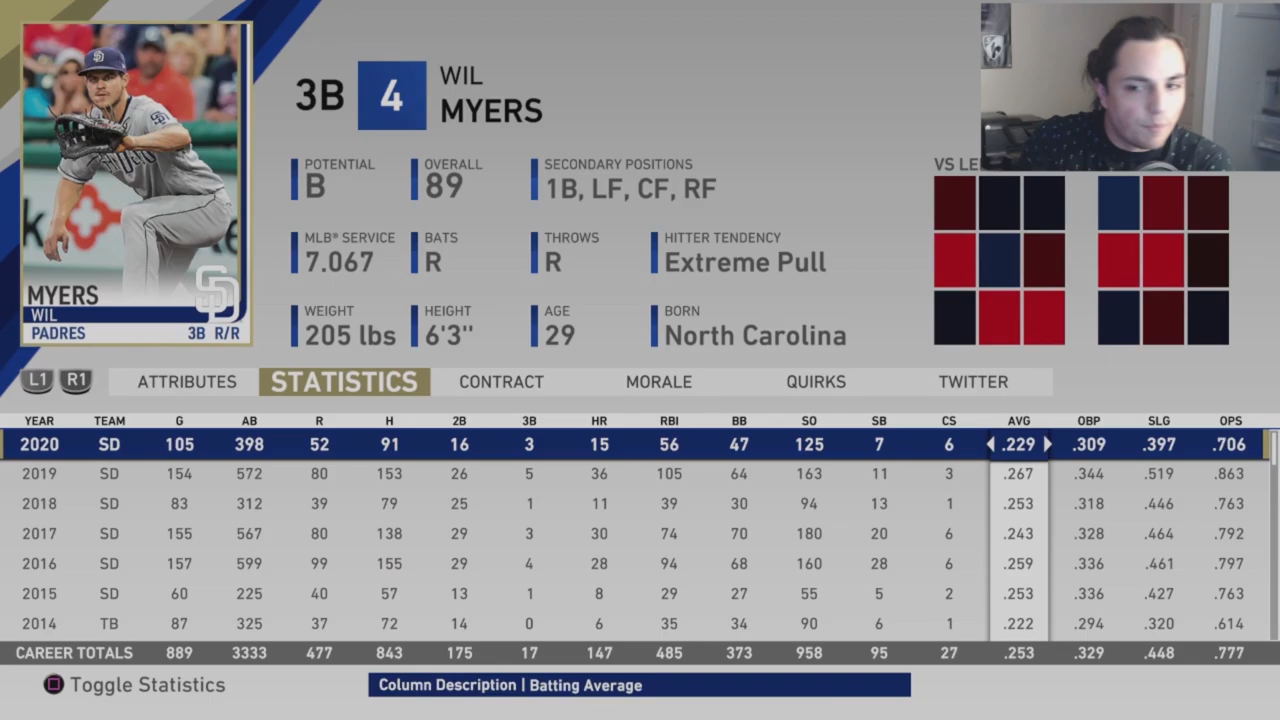 3B 4 WIL
MYERS
POTENTIAL OVERALL SECONDARY POSITIONS
B 89 1B, LF, CF, RF
MLB® SERVICE BATS THROWS HITTER TENDENCY
7.067 R R Extreme Pull
WEIGHT HEIGHT AGE BORN
205 lbs 6'3" 29 North Carolina
MYERS
WIL
PADRES 3B R/R
SD
VS
L1 R1 ATTRIBUTES STATISTICS CONTRACT MORALE QUIRKS TWITTER
YEAR TEAM G AB R H 2B 3B HR RBI BB SO SB CS AVG OBP SLG OPS
2020 SD 105 398 52 91 16 3 15 56 47 125 7 6 .229 .309 .397 .706
2019 SD 154 572 80 153 26 5 36 105 64 163 11 3 .267 .344 .519 .863
2018 SD 83 312 39 79 25 1 11 39 30 94 13 1 .253 .318 .446 .763
2017 SD 155 567 80 138 29 3 30 74 70 180 20 6 .243 .328 .464 .792
2016 SD 157 599 99 155 29 4 28 94 68 160 28 6 .259 .336 .461 .797
2015 SD 60 225 40 57 13 1 8 29 27 55 5 2 .253 .336 .427 .763
2014 TB 87 325 37 72 14 0 6 35 34 90 6 1 .222 .294 .320 .614
CAREER TOTALS 889 3333 477 843 175 17 147 485 373 958 95 27 .253 .329 .448 .777
Toggle Statistics
Column Description | Batting Average